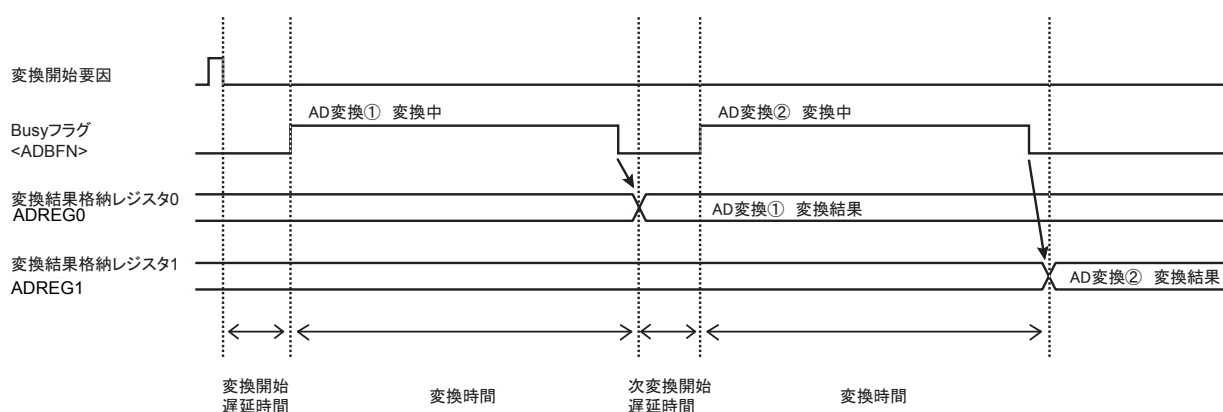 変換開始要因
AD変換① 変換中
AD変換② 変換中
Busyフラグ
<ADBFN>
変換結果格納レジスタ0
ADREG0
AD変換① 変換結果
変換結果格納レジスタ1
ADREG1
AD変換② 変換結果
変換開始
遅延時間
変換時間
次変換開始
遅延時間
変換時間